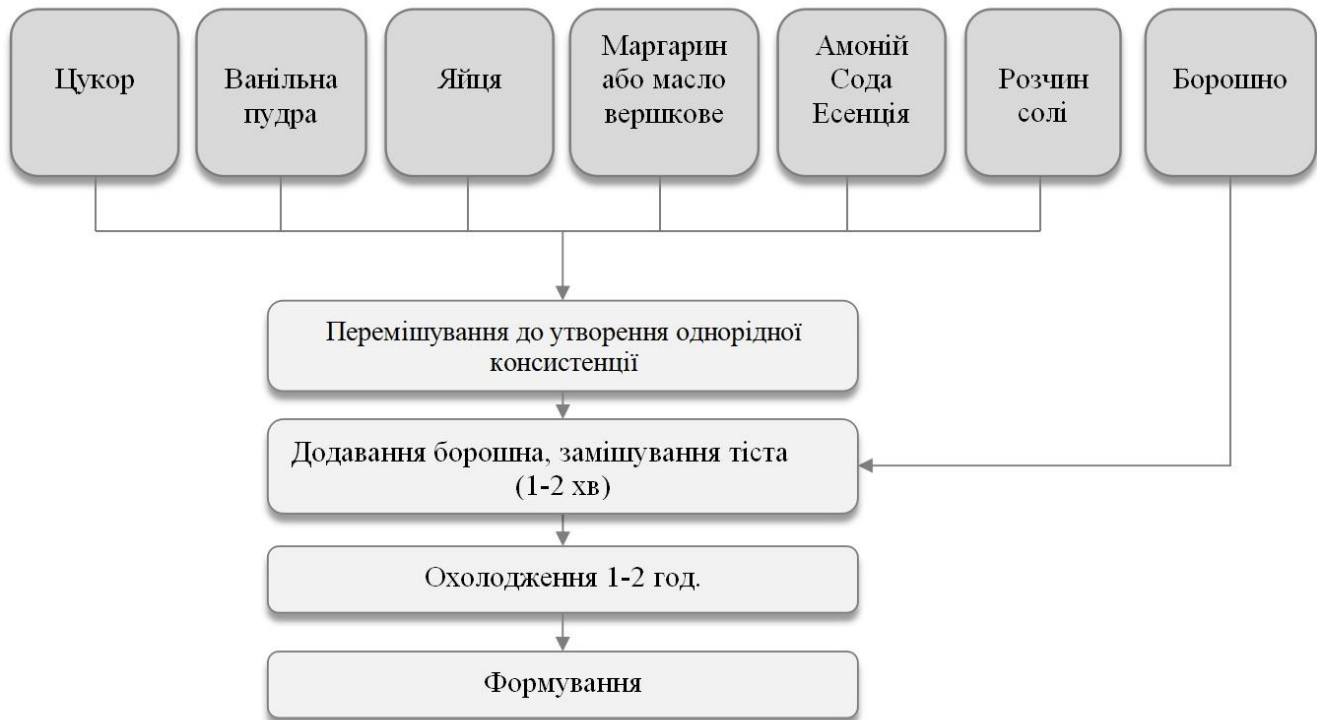 Цукор
Ванільна
пудра
Яйця
Маргарин
або масло
вершкове
Амоній
Сода
Есенція
Розчин
солі
Борошно
Перемішування до утворення однорідної
консистенції
Додавання борошна, замішування тіста
(1-2 хв)
Охолодження 1-2 год.
Формування